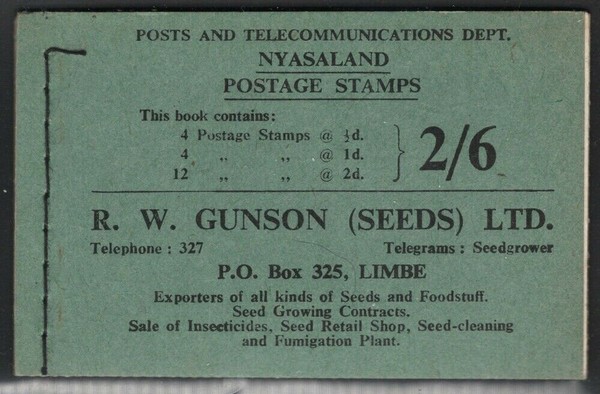 POSTS AND TELECOMMUNICATIONS DEPT.
NYASALAND
POSTAGE STAMPS
This book contains:
4 Postage Stamps @ ½d.
4 ,, ,, @ 1d.
12 ,, ,, @ 2d.
2/6
R. W. GUNSON (SEEDS) LTD.
Telephone : 327 Telegrams : Seedgrower
P.O. Box 325, LIMBE
Exporters of all kinds of Seeds and Foodstuff.
Seed Growing Contracts.
Sale of Insecticides, Seed Retail Shop, Seed-cleaning
and Fumigation Plant.